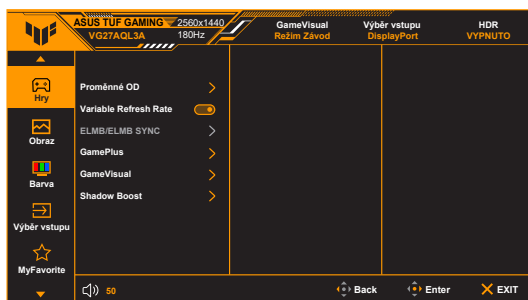 ASUS TUF GAMING 2560x1440 GameVisual Výběr vstupu HDR
VG27AQL3A 180Hz Režim Závod DisplayPort VYPNUTO
Hry
Obraz
Barva
Výběr vstupu
MyFavorite
Proměnné OD
Variable Refresh Rate
ELMB/ELMB SYNC
GamePlus
GameVisual
Shadow Boost
50 Back Enter EXIT